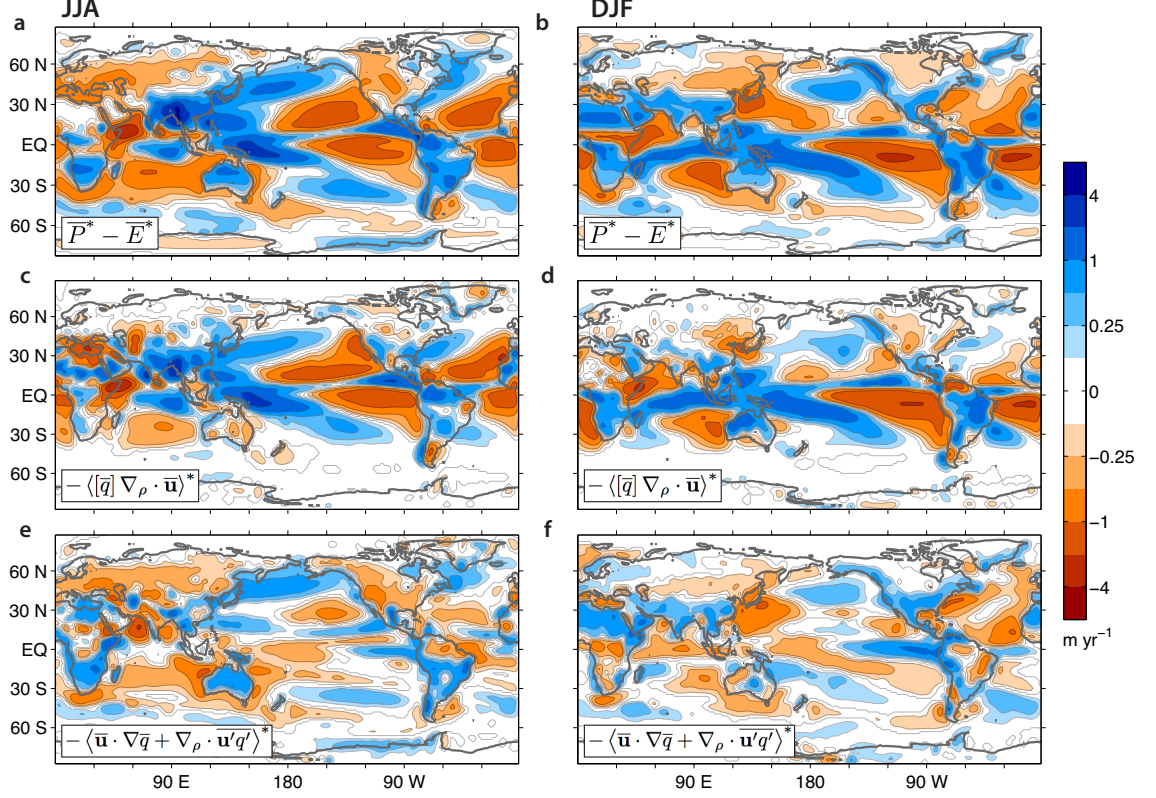 JJA
DJF
a
b
60 N
30 N
EQ
30 S
60 S
P̅* − E̅*
P̅* − E̅*
c
d
60 N
30 N
EQ
30 S
60 S
− ⟨[q̅] ∇ρ · u̅⟩*
− ⟨[q̅] ∇ρ · u̅⟩*
e
f
60 N
30 N
EQ
30 S
60 S
− ⟨u̅ · ∇q̅ + ∇ρ · u̅′q̅′⟩*
− ⟨u̅ · ∇q̅ + ∇ρ · u̅′q̅′⟩*
90 E
180
90 W
90 E
180
90 W
4
1
0.25
0
−0.25
−1
−4
m yr⁻¹